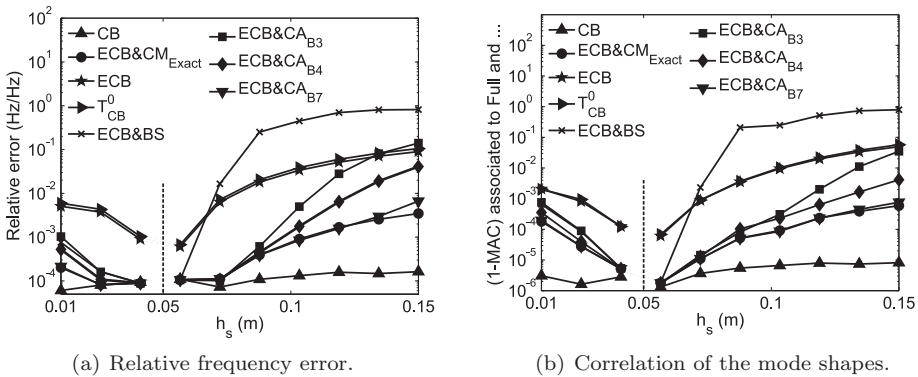 (a)
10^2
10^1
10^0
10^-1
10^-2
10^-3
10^-4
Relative error (Hz/Hz)
CB
ECB&CM_Exact
ECB
T^0_CB
ECB&BS
ECB&CA_B3
ECB&CA_B4
ECB&CA_B7
0.01 0.05 0.1 0.15
h_s (m)
(a) Relative frequency error.
(b)
10^2
10^1
10^0
10^-1
10^-2
10^-3
10^-4
10^-5
10^-6
(1-MAC) associated to Full and ...
CB
ECB&CM_Exact
ECB
T^0_CB
ECB&BS
ECB&CA_B3
ECB&CA_B4
ECB&CA_B7
0.01 0.05 0.1 0.15
h_s (m)
(b) Correlation of the mode shapes.